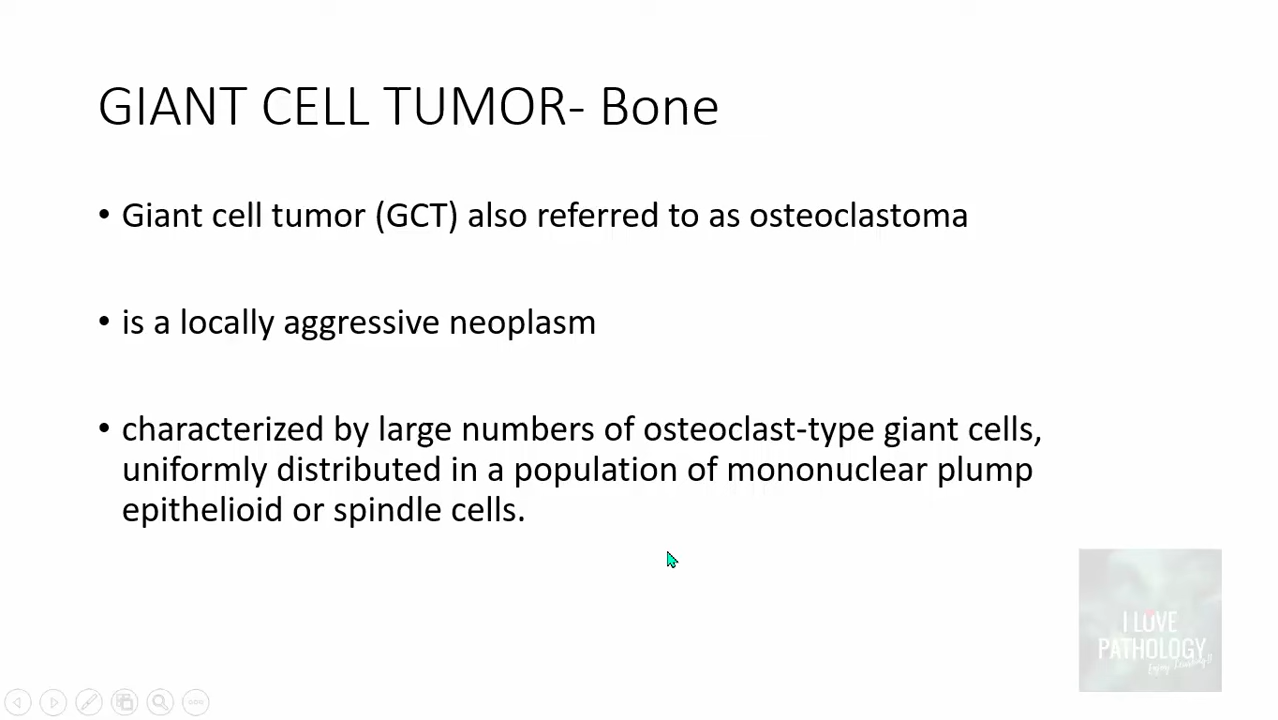 GIANT CELL TUMOR- Bone
• Giant cell tumor (GCT) also referred to as osteoclastoma
• is a locally aggressive neoplasm
• characterized by large numbers of osteoclast-type giant cells,
uniformly distributed in a population of mononuclear plump
epithelioid or spindle cells.
I LOVE
PATHOLOGY
Enjoy Learning!!